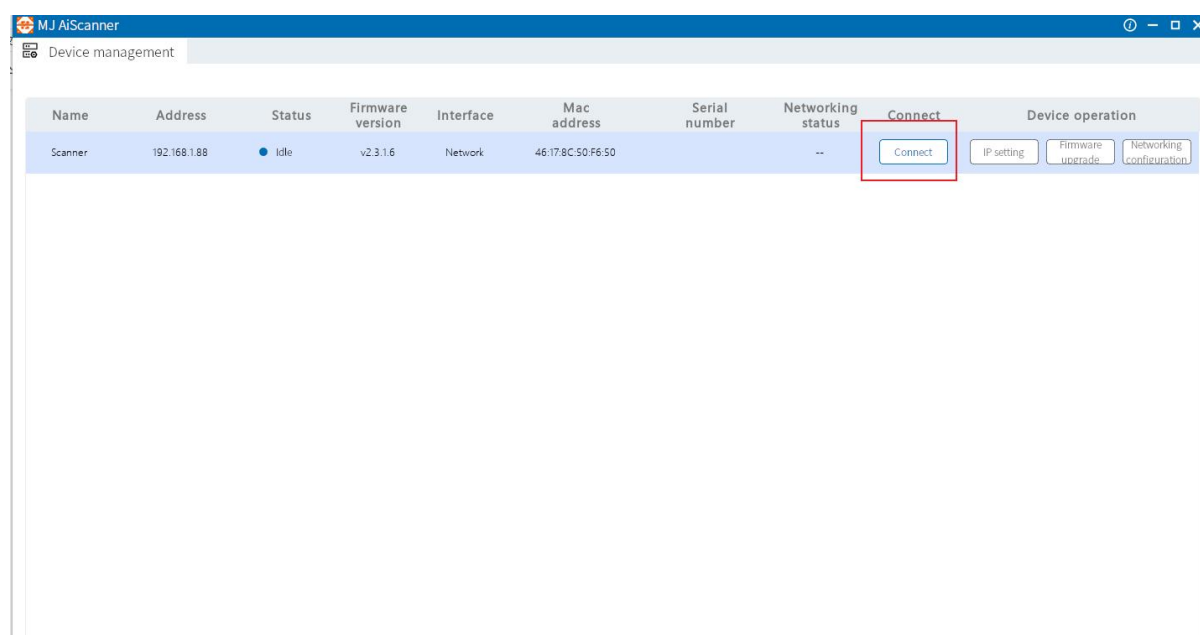 MJ AiScanner
Device management
Name Address Status Firmware version Interface Mac address Serial number Networking status Connect Device operation
Scanner 192.168.1.88 Idle v2.3.1.6 Network 46:17:8C:50:F6:50 -- Connect IP setting Firmware upgrade Networking configuration